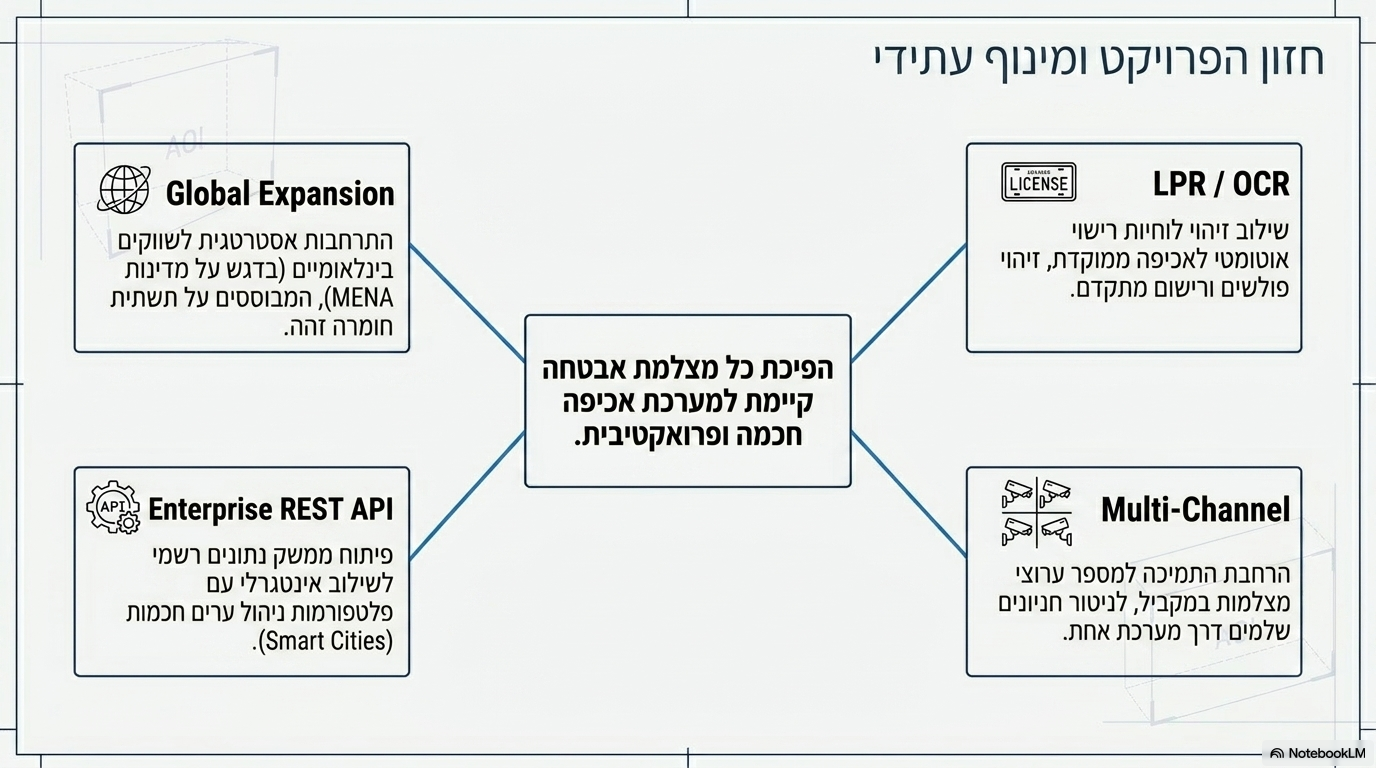 חזון הפרויקט ומינוף עתידי
LPR / OCR
LICENSE
שילוב זיהוי לוחיות רישוי
אוטומטי לאכיפה ממוקדת, זיהוי
פולשים ורישום מתקדם.
Global Expansion
התרחבות אסטרטגית לשווקים
בינלאומיים (בדגש על מדינות
MENA), המבוססים על תשתית
חומרה זהה.
הפיכת כל מצלמת אבטחה
קיימת למערכת אכיפה
חכמה ופרואקטיבית.
Multi-Channel
הרחבת התמיכה למספר ערוצי
מצלמות במקביל, לניטור חניונים
שלמים דרך מערכת אחת.
Enterprise REST API
API
פיתוח ממשק נתונים רשמי
לשילוב אינטגרלי עם
פלטפורמות ניהול ערים חכמות
(Smart Cities).
AOI
NotebookLM